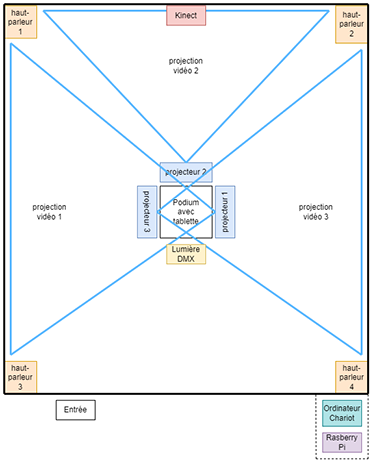 haut-
parleur
1
Kinect
haut-
parleur
2
projection
vidéo 2
projecteur 2
projection
vidéo 1
projecteur 3
Podium
avec
tablette
projecteur 1
projection
vidéo 3
Lumière
DMX
haut-
parleur
3
haut-
parleur
4
Entrée
Ordinateur
Chariot
Rasberry
Pi